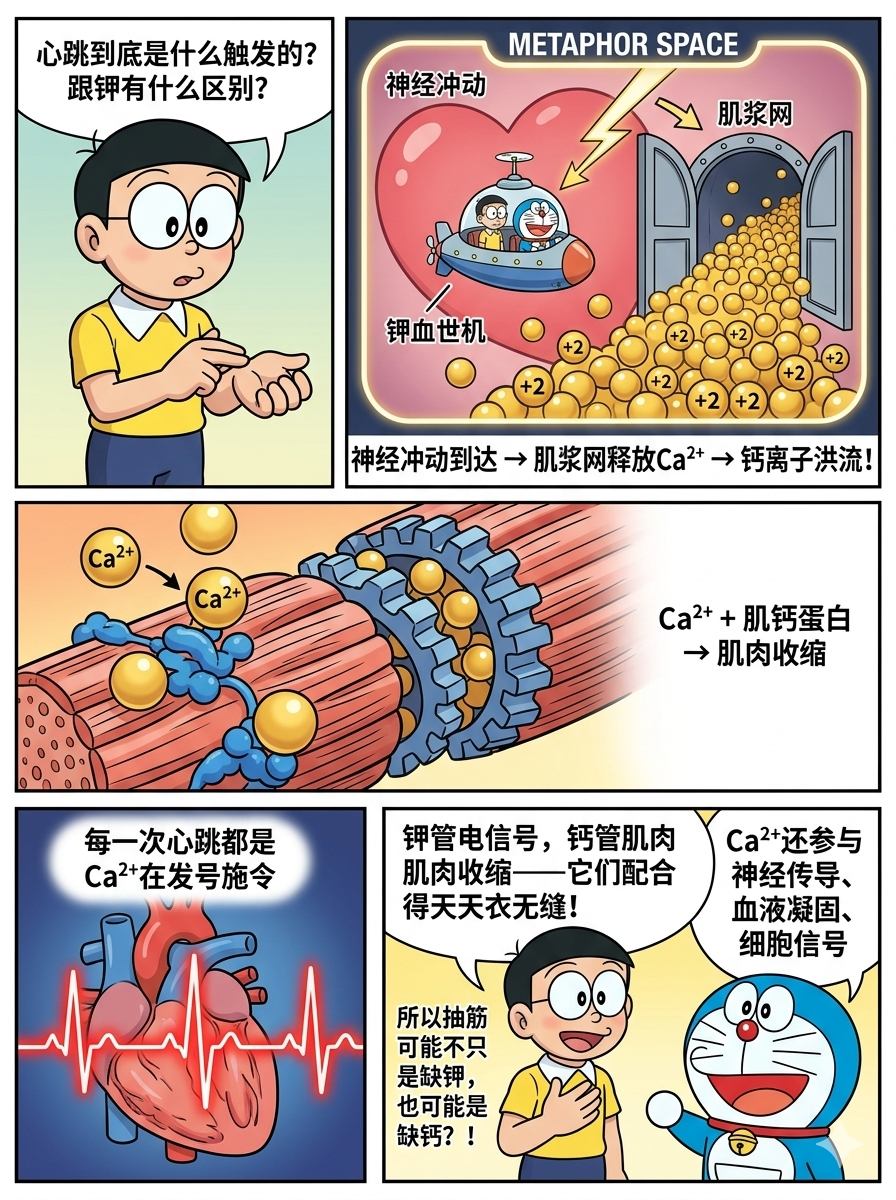 心跳到底是什么触发的?
跟钾有什么区别?
METAPHOR SPACE
神经冲动
肌浆网
钾血世机
+2
+2
+2
+2
+2
+2
+2
+2
+2
神经冲动到达 → 肌浆网释放Ca²⁺ → 钙离子洪流!
Ca²⁺
Ca²⁺
Ca²⁺ + 肌钙蛋白
→ 肌肉收缩
每一次心跳都是
Ca²⁺在发号施令
钾管电信号，钙管肌肉
肌肉收缩——它们配合
得天天衣无缝!
Ca²⁺还参与
神经传导、
血液凝固、
细胞信号
所以抽筋
可能不只
是缺钾，
也可能是
缺钙？！